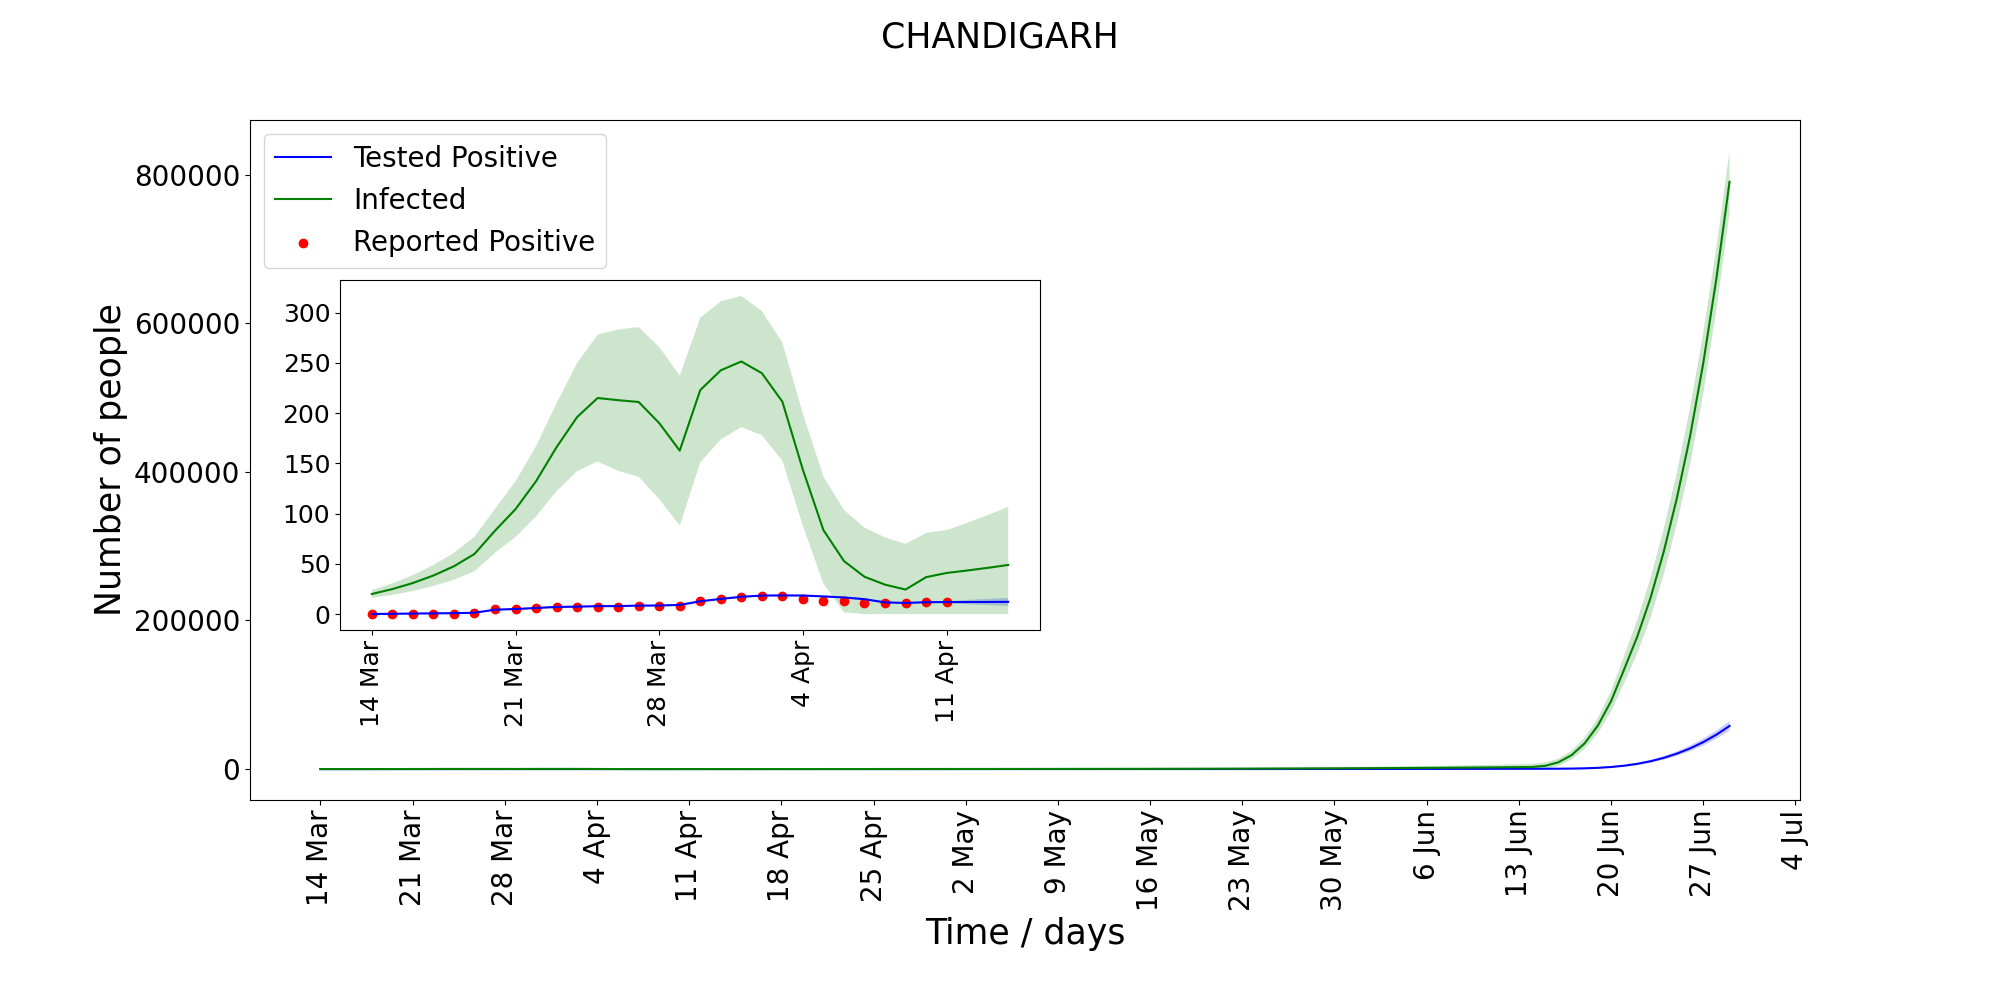 CHANDIGARH
Tested Positive
Infected
Reported Positive
Number of people
800000
600000
400000
200000
0
300
250
200
150
100
50
0
14 Mar
21 Mar
28 Mar
4 Apr
11 Apr
14 Mar
21 Mar
28 Mar
4 Apr
11 Apr
18 Apr
25 Apr
2 May
9 May
16 May
23 May
30 May
6 Jun
13 Jun
20 Jun
27 Jun
4 Jul
Time / days